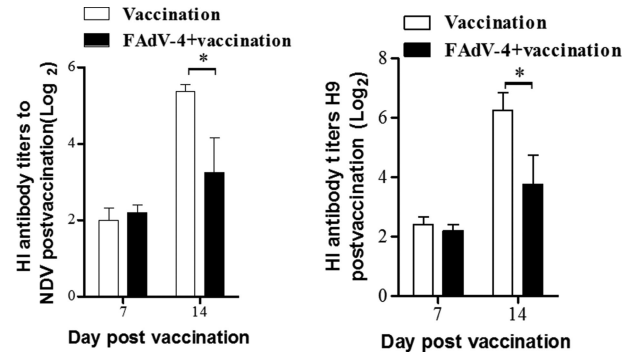 Vaccination
FAdV-4+vaccination
HI antibody titers to
NDV postvaccination(Log 2)
6
4
2
0
*
7 14
Day post vaccination
Vaccination
FAdV-4+vaccination
HI antibody titers H9
postvaccination (Log2)
8
6
4
2
0
*
7 14
Day post vaccination